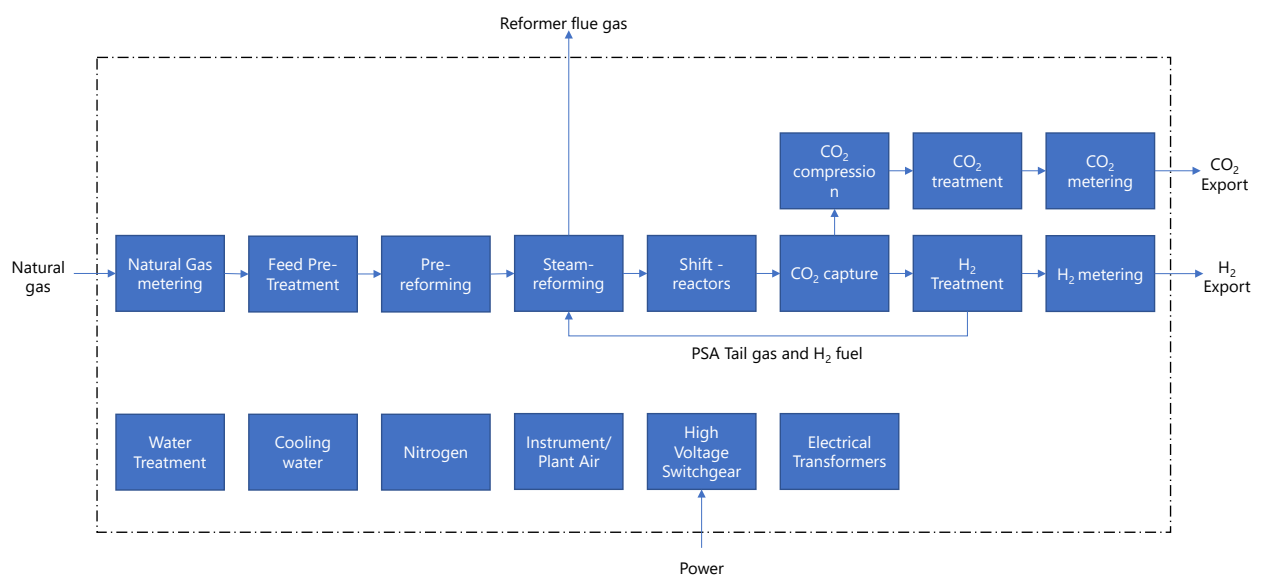 Reformer flue gas
CO₂
compressio
n
CO₂
treatment
CO₂
metering
CO₂
Export
Natural
gas
Natural Gas
metering
Feed Pre-
Treatment
Pre-
reforming
Steam-
reforming
Shift -
reactors
CO₂ capture
H₂
Treatment
H₂ metering
H₂
Export
PSA Tail gas and H₂ fuel
Water
Treatment
Cooling
water
Nitrogen
Instrument/
Plant Air
High
Voltage
Switchgear
Electrical
Transformers
Power